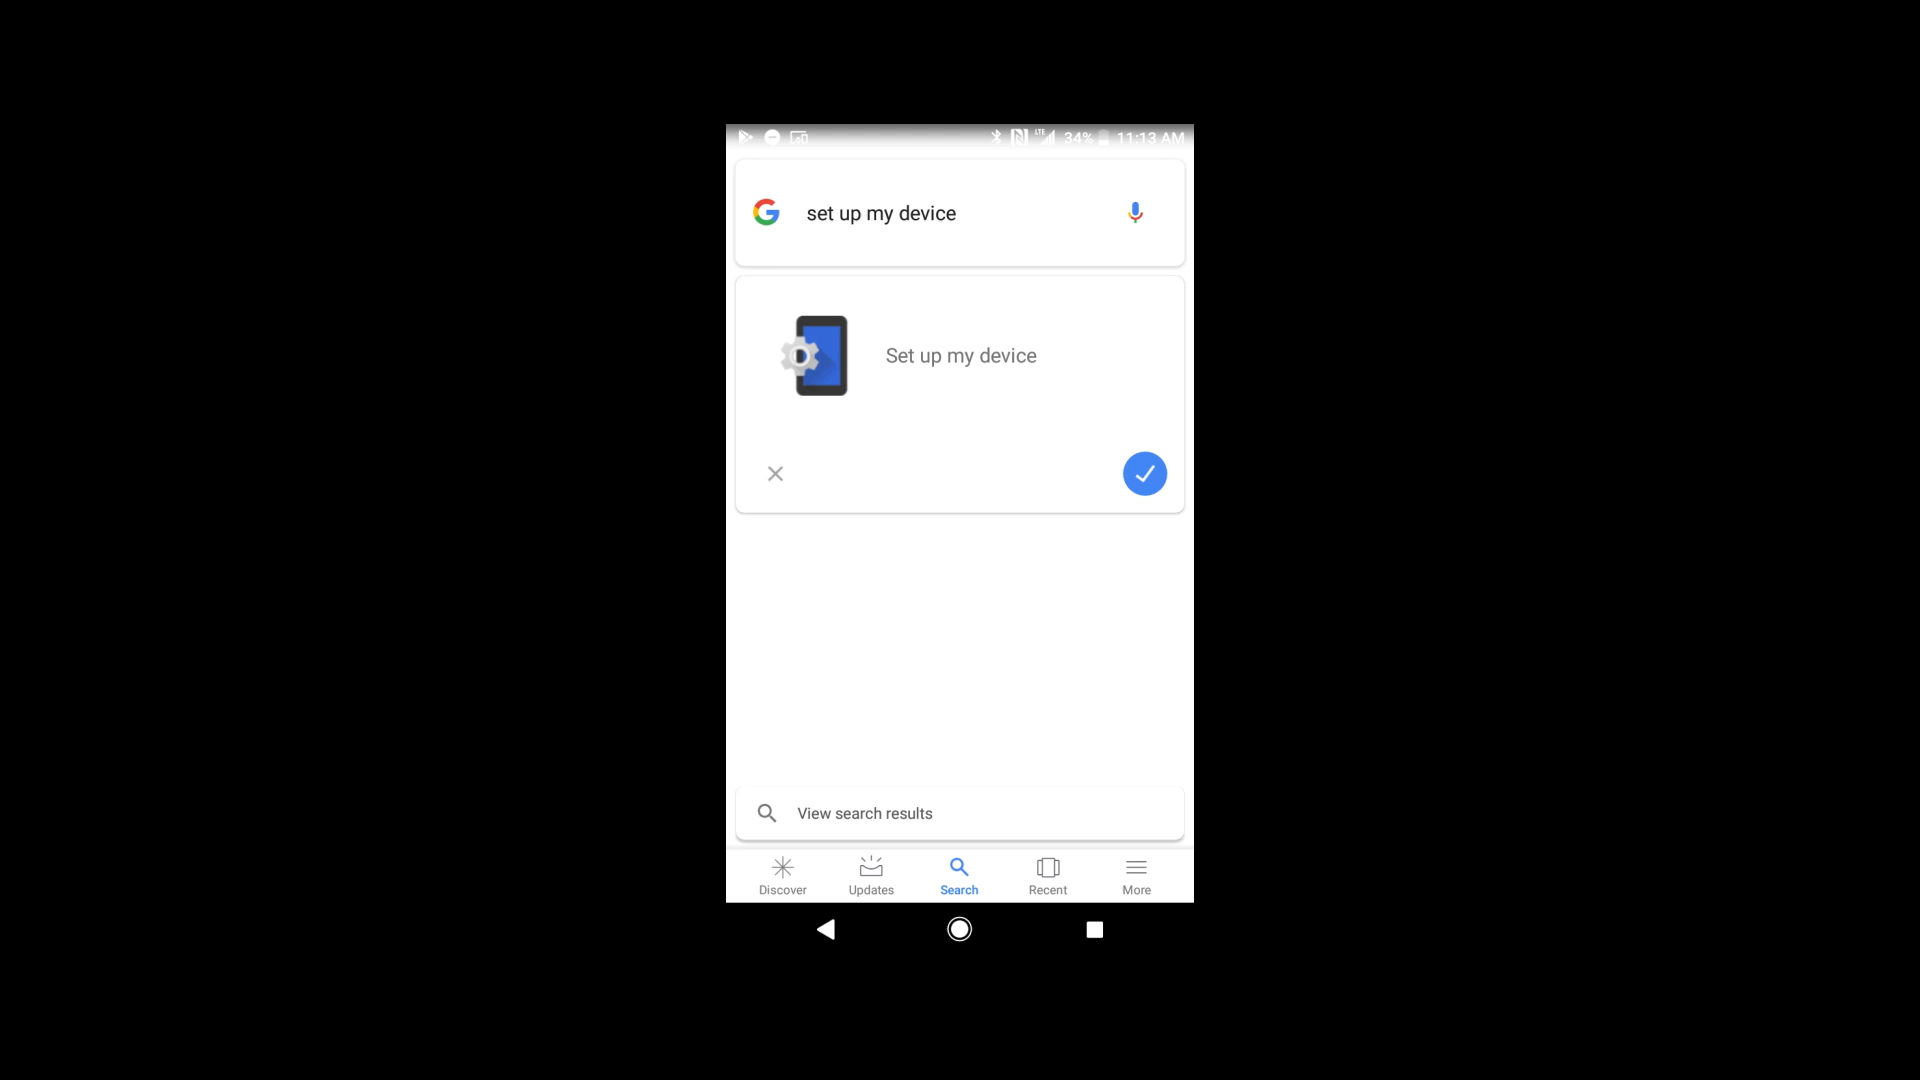 LTE 34% 11:13 AM
set up my device
Set up my device
View search results
Discover Updates Search Recent More